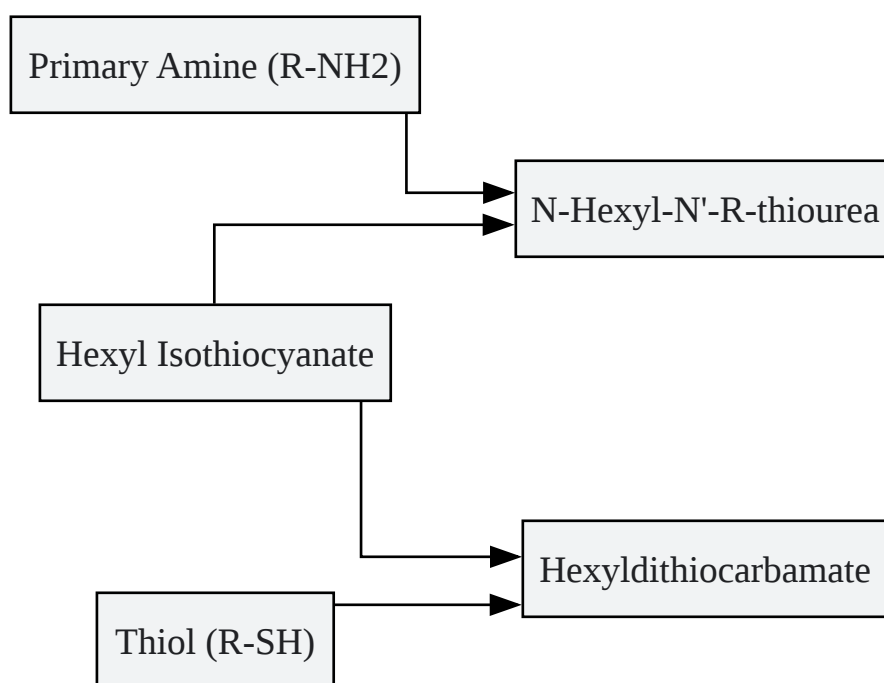 Primary Amine (R-NH2)
N-Hexyl-N'-R-thiourea
Hexyl Isothiocyanate
Hexyldithiocarbamate
Thiol (R-SH)